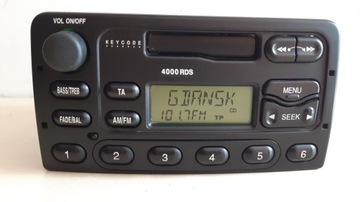 VOL ON/OFF
KEYCODE
4000 RDS
BASS/TREB
TA
MENU
GDANSK
CD
FADE/BAL
AM/FM
101.7FM TP
SEEK
1 2 3 4 5 6